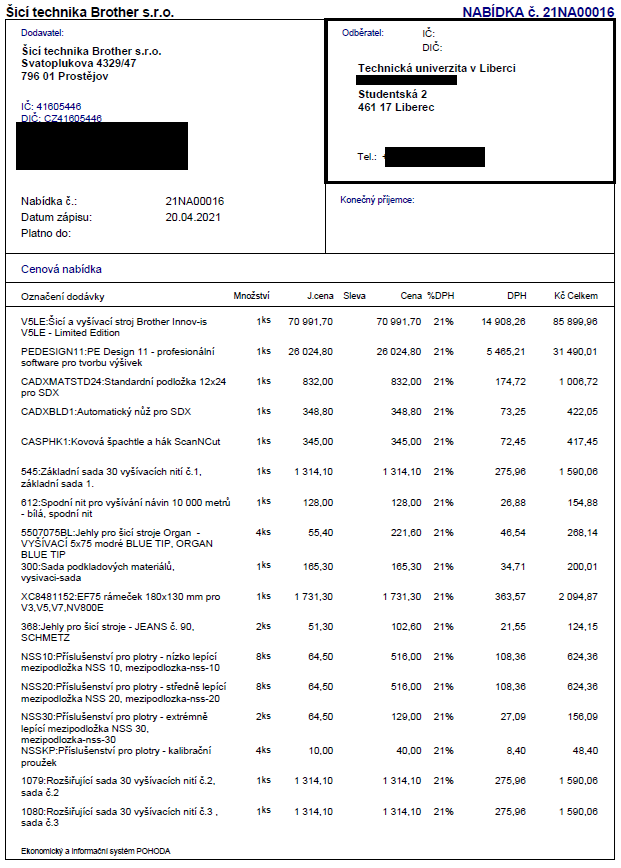 Šicí technika Brother s.r.o. NABÍDKA č. 21NA00016
Dodavatel:
Šicí technika Brother s.r.o.
Svatoplukova 4329/47
796 01 Prostějov
IČ: 41605446
DIČ: CZ41605446
Odběratel: IČ:
DIČ:
Technická univerzita v Liberci
Studentská 2
461 17 Liberec
Tel.:
Nabídka č.: 21NA00016
Datum zápisu: 20.04.2021
Platno do:
Konečný příjemce:
Cenová nabídka
Označení dodávky Množství J.cena Sleva Cena %DPH DPH Kč Celkem
V5LE:Šicí a vyšívací stroj Brother Innov-is 1ks 70 991,70 70 991,70 21% 14 908,26 85 899,96
V5LE - Limited Edition
PEDESIGN11:PE Design 11 - profesionální 1ks 26 024,80 26 024,80 21% 5 465,21 31 490,01
software pro tvorbu výšivek
CADXMATSTD24:Standardní podložka 12x24 1ks 832,00 832,00 21% 174,72 1 006,72
pro SDX
CADXBLD1:Automatický nůž pro SDX 1ks 348,80 348,80 21% 73,25 422,05
CASPHK1:Kovová špachtle a hák ScanNCut 1ks 345,00 345,00 21% 72,45 417,45
545:Základní sada 30 vyšívacích nití č.1, 1ks 1 314,10 1 314,10 21% 275,96 1 590,06
základní sada 1.
612:Spodní nit pro vyšívání návin 10 000 metrů 1ks 128,00 128,00 21% 26,88 154,88
- bílá, spodní nit
5507075BL:Jehly pro šicí stroje Organ - 4ks 55,40 221,60 21% 46,54 268,14
VYŠÍVACÍ 5x75 modré BLUE TIP, ORGAN
BLUE TIP
300:Sada podkladových materiálů, 1ks 165,30 165,30 21% 34,71 200,01
vysivaci-sada
XC8481152:EF75 rámeček 180x130 mm pro 1ks 1 731,30 1 731,30 21% 363,57 2 094,87
V3,V5,V7,NV800E
368:Jehly pro šicí stroje - JEANS č. 90, 2ks 51,30 102,60 21% 21,55 124,15
SCHMETZ
NSS10:Příslušenství pro plotry - nízko lepící 8ks 64,50 516,00 21% 108,36 624,36
mezipodložka NSS 10, mezipodlozka-nss-10
NSS20:Příslušenství pro plotry - středně lepící 8ks 64,50 516,00 21% 108,36 624,36
mezipodložka NSS 20, mezipodlozka-nss-20
NSS30:Příslušenství pro plotry - extrémně 2ks 64,50 129,00 21% 27,09 156,09
lepící mezipodložka NSS 30,
mezipodlozka-nss-30
NSSKP:Příslušenství pro plotry - kalibrační 4ks 10,00 40,00 21% 8,40 48,40
proužek
1079:Rozšiřující sada 30 vyšívacích nití č.2, 1ks 1 314,10 1 314,10 21% 275,96 1 590,06
sada č.2
1080:Rozšiřující sada 30 vyšívacích nití č.3 , 1ks 1 314,10 1 314,10 21% 275,96 1 590,06
sada č.3
Ekonomický a informační systém POHODA